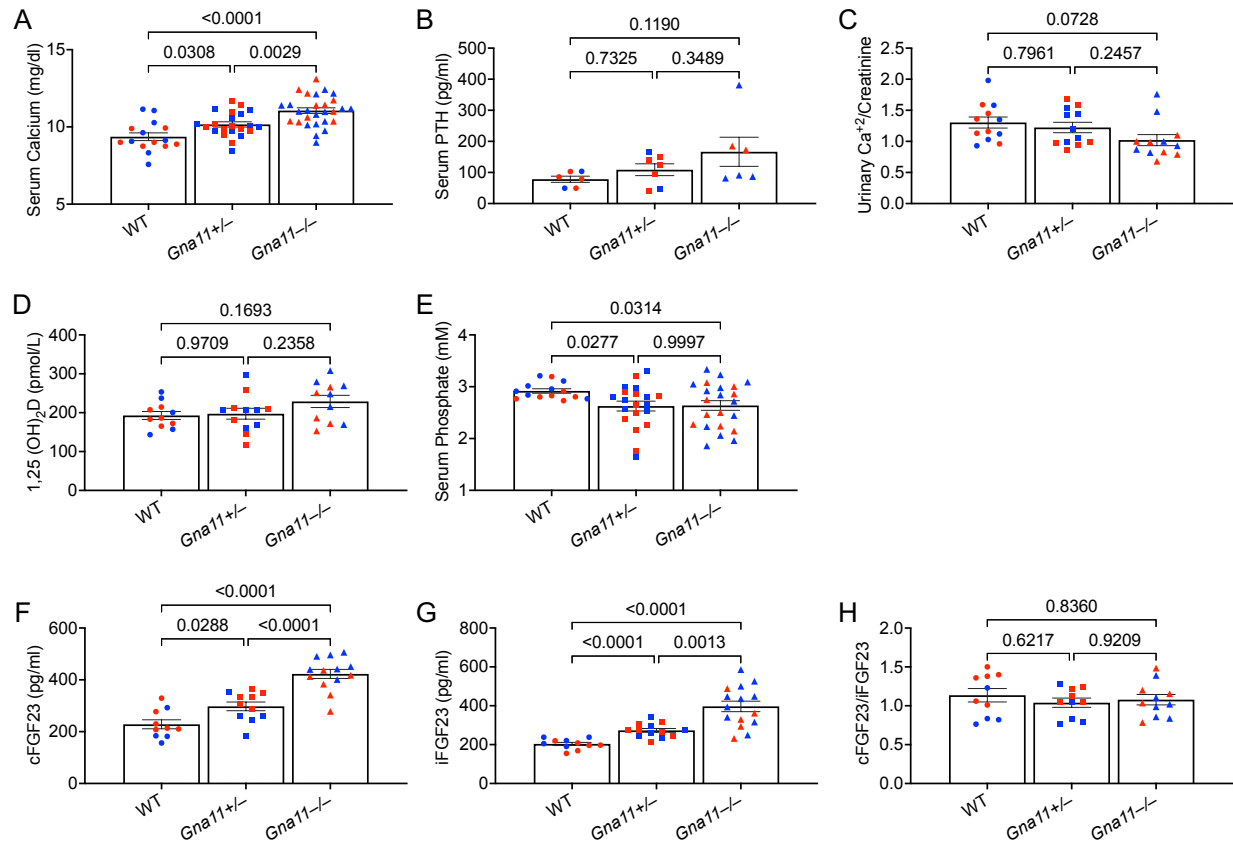 A
<0.0001
0.0308
0.0029
Serum Calcium (mg/dl)
15
10
5
WT
Gna11+/–
Gna11–/–
B
0.1190
0.7325
0.3489
Serum PTH (pg/ml)
500
400
300
200
100
0
WT
Gna11+/–
Gna11–/–
C
0.0728
0.7961
0.2457
Urinary Ca+2/Creatinine
2.5
2.0
1.5
1.0
0.5
0.0
WT
Gna11+/–
Gna11–/–
D
0.1693
0.9709
0.2358
1,25 (OH)2D (pmol/L)
400
300
200
100
0
WT
Gna11+/–
Gna11–/–
E
0.0314
0.0277
0.9997
Serum Phosphate (mM)
4
3
2
1
WT
Gna11+/–
Gna11–/–
F
<0.0001
0.0288
<0.0001
cFGF23 (pg/ml)
600
400
200
0
WT
Gna11+/–
Gna11–/–
G
<0.0001
<0.0001
0.0013
iFGF23 (pg/ml)
800
600
400
200
0
WT
Gna11+/–
Gna11–/–
H
0.8360
0.6217
0.9209
cFGF23/iFGF23
2.0
1.5
1.0
0.5
0.0
WT
Gna11+/–
Gna11–/–